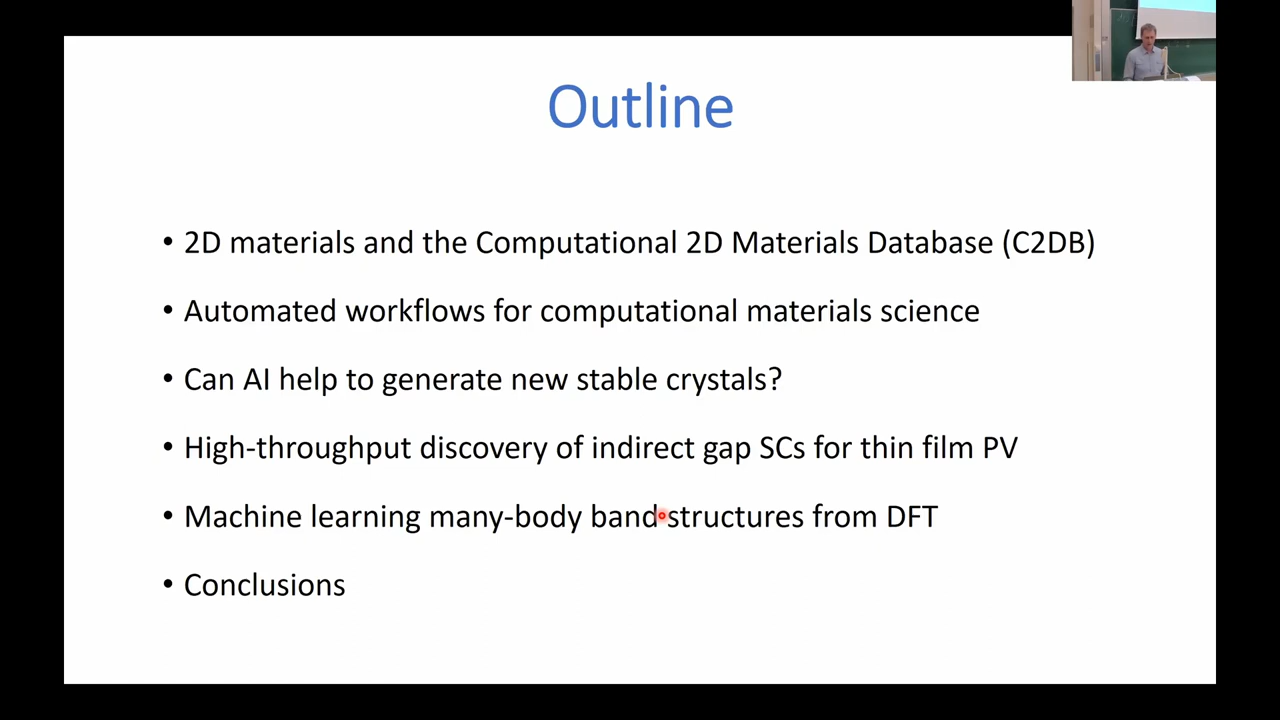 Outline
• 2D materials and the Computational 2D Materials Database (C2DB)
• Automated workflows for computational materials science
• Can AI help to generate new stable crystals?
• High-throughput discovery of indirect gap SCs for thin film PV
• Machine learning many-body band structures from DFT
• Conclusions